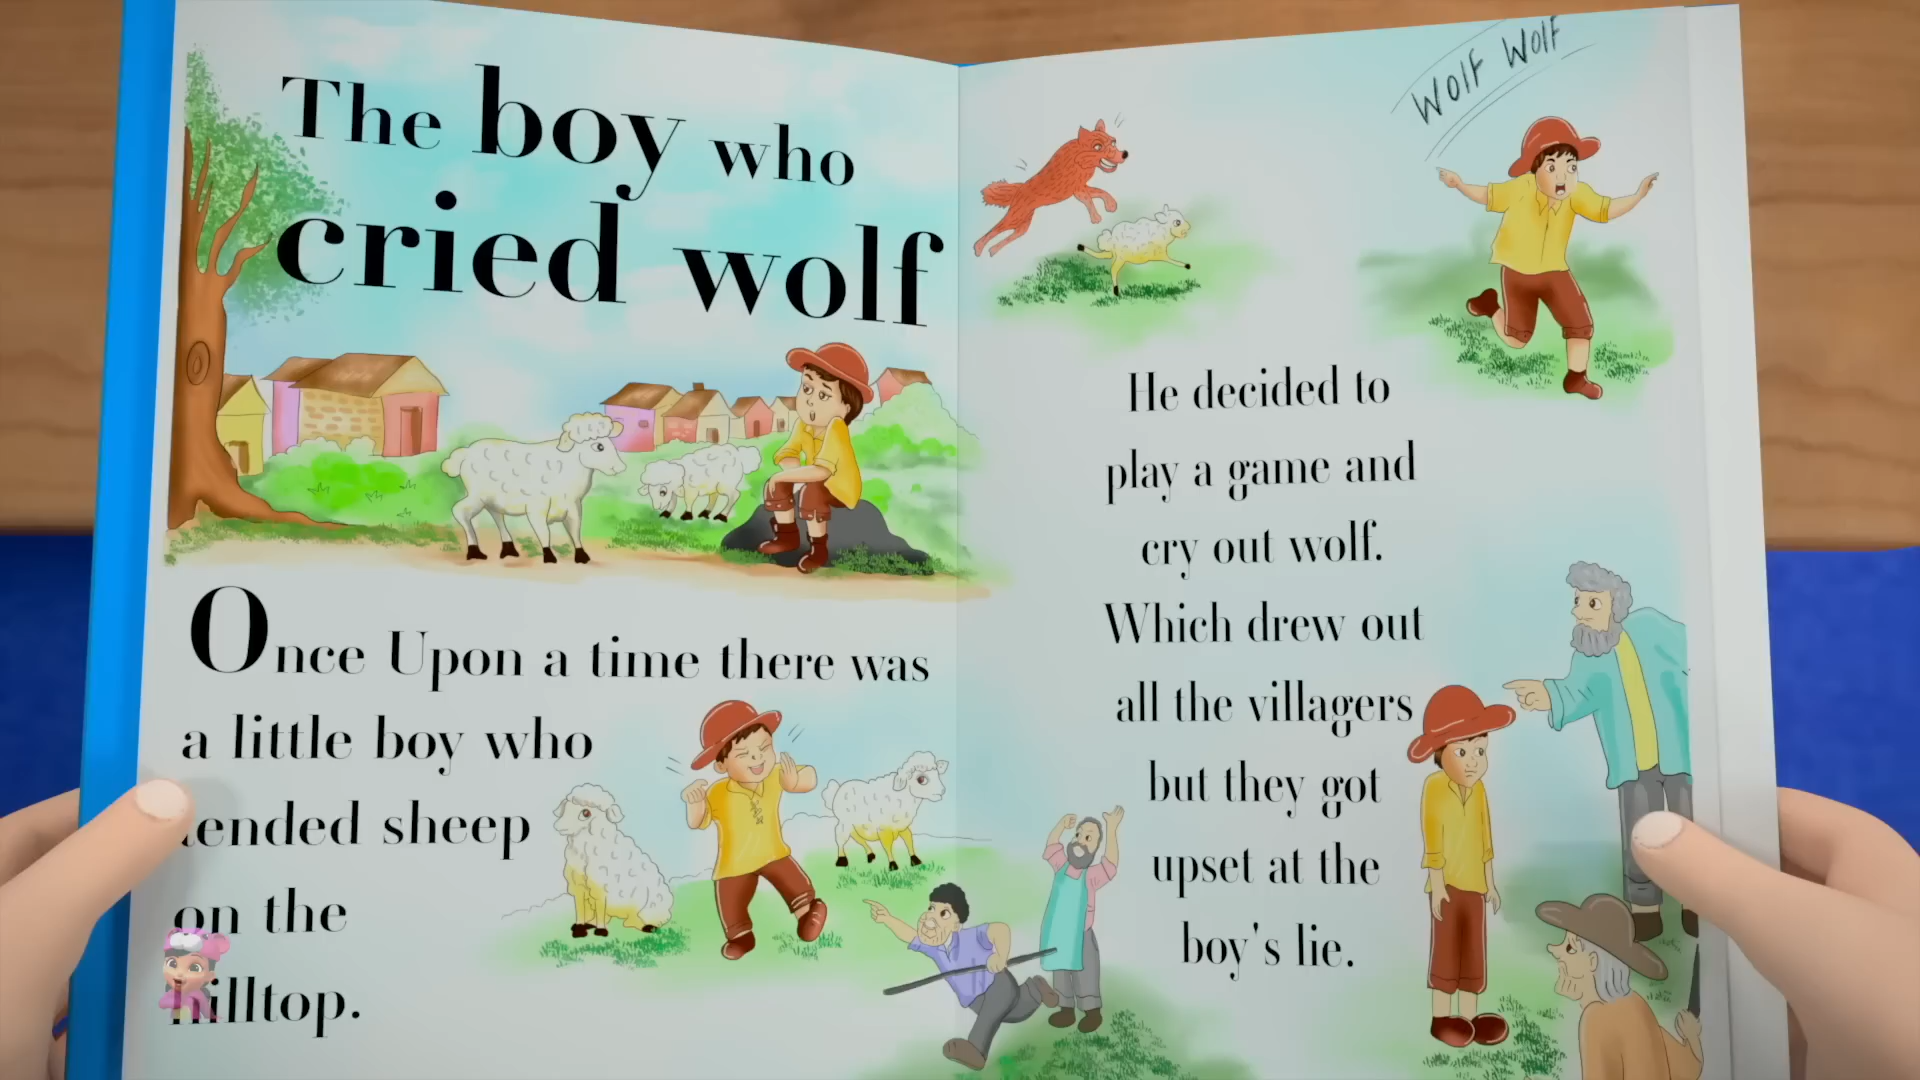 The boy who
cried wolf
Once Upon a time there was
a little boy who
tended sheep
on the
hilltop.
WOLF WOLF
He decided to
play a game and
cry out wolf.
Which drew out
all the villagers
but they got
upset at the
boy's lie.